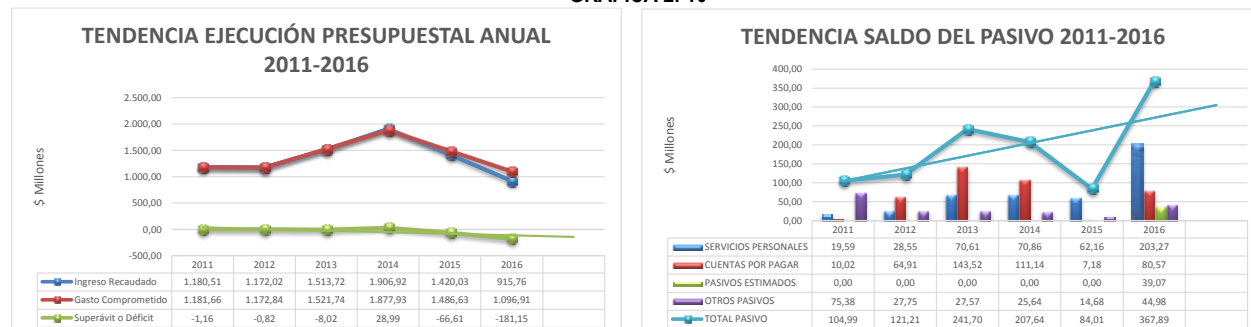 GRÁFICA 2. 10
TENDENCIA EJECUCIÓN PRESUPUESTAL ANUAL
2011-2016
$ Millones
2.500,00
2.000,00
1.500,00
1.000,00
500,00
0,00
-500,00
2011 2012 2013 2014 2015 2016
Ingreso Recaudado 1.180,51 1.172,02 1.513,72 1.906,92 1.420,03 915,76
Gasto Comprometido 1.181,66 1.172,84 1.521,74 1.877,93 1.486,63 1.096,91
Superávit o Déficit -1,16 -0,82 -8,02 28,99 -66,61 -181,15
TENDENCIA SALDO DEL PASIVO 2011-2016
$ Millones
400,00
350,00
300,00
250,00
200,00
150,00
100,00
50,00
0,00
2011 2012 2013 2014 2015 2016
SERVICIOS PERSONALES 19,59 28,55 70,61 70,86 62,16 203,27
CUENTAS POR PAGAR 10,02 64,91 143,52 111,14 7,18 80,57
PASIVOS ESTIMADOS 0,00 0,00 0,00 0,00 0,00 39,07
OTROS PASIVOS 75,38 27,75 27,57 25,64 14,68 44,98
TOTAL PASIVO 104,99 121,21 241,70 207,64 84,01 367,89